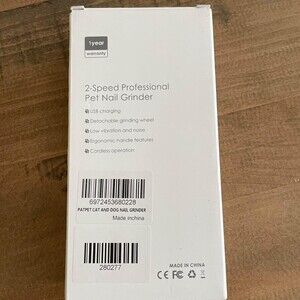 1year
warranty
2-Speed Professional
Pet Nail Grinder
USB charging
Detachable grinding wheel
Low vibration and noise
Ergonomic handle features
Cordless operation
6972453680228
PATPET CAT AND DOG NAIL GRINDER
Made inchina
280277
MADE IN CHINA
CE FC